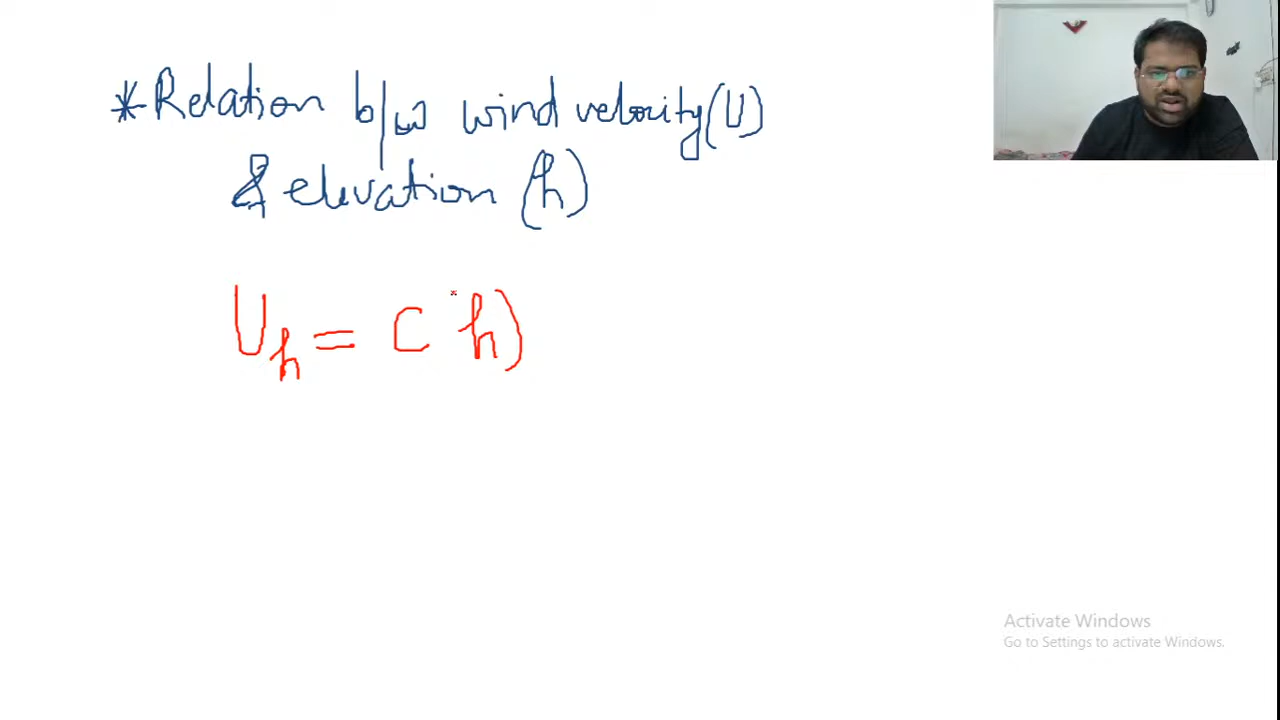 *Relation b/w wind velocity (U)
& elevation (h)
Uh = C h)
Activate Windows
Go to Settings to activate Windows.